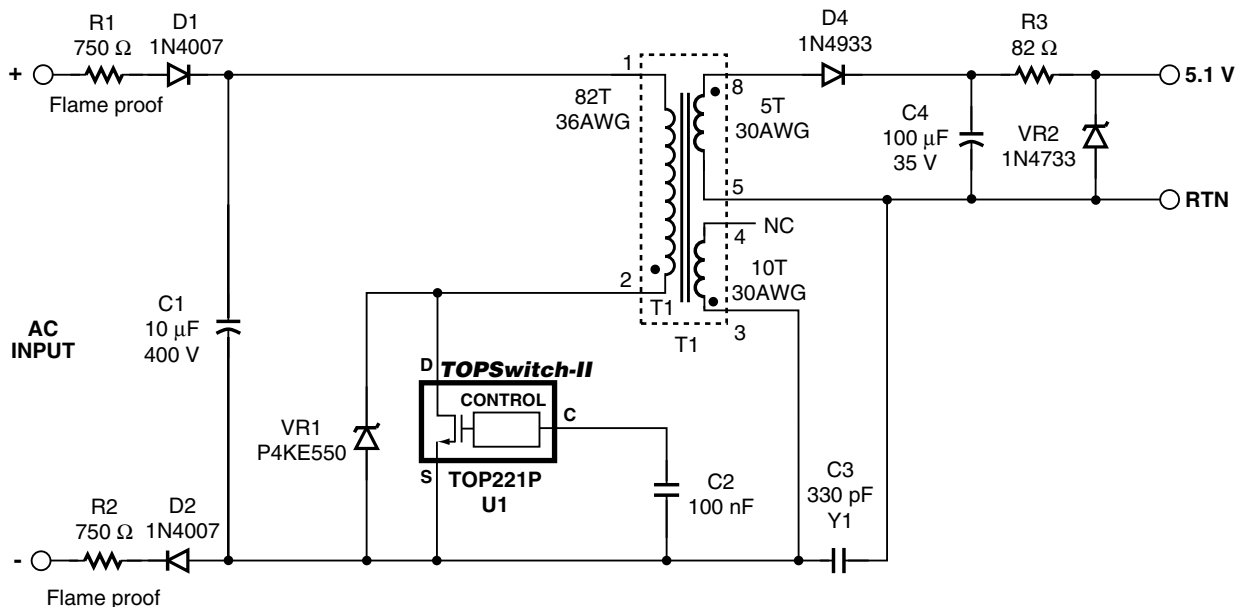 R1
750 Ω
D1
1N4007
+
Flame proof
D4
1N4933
R3
82 Ω
5.1 V
1
82T
36AWG
8
5T
30AWG
C4
100 μF
35 V
VR2
1N4733
5
RTN
4
NC
10T
30AWG
2
T1
3
T1
C1
10 μF
400 V
AC
INPUT
D
TOPSwitch-II
CONTROL
C
VR1
P4KE550
S
TOP221P
U1
C2
100 nF
C3
330 pF
Y1
R2
750 Ω
D2
1N4007
-
Flame proof